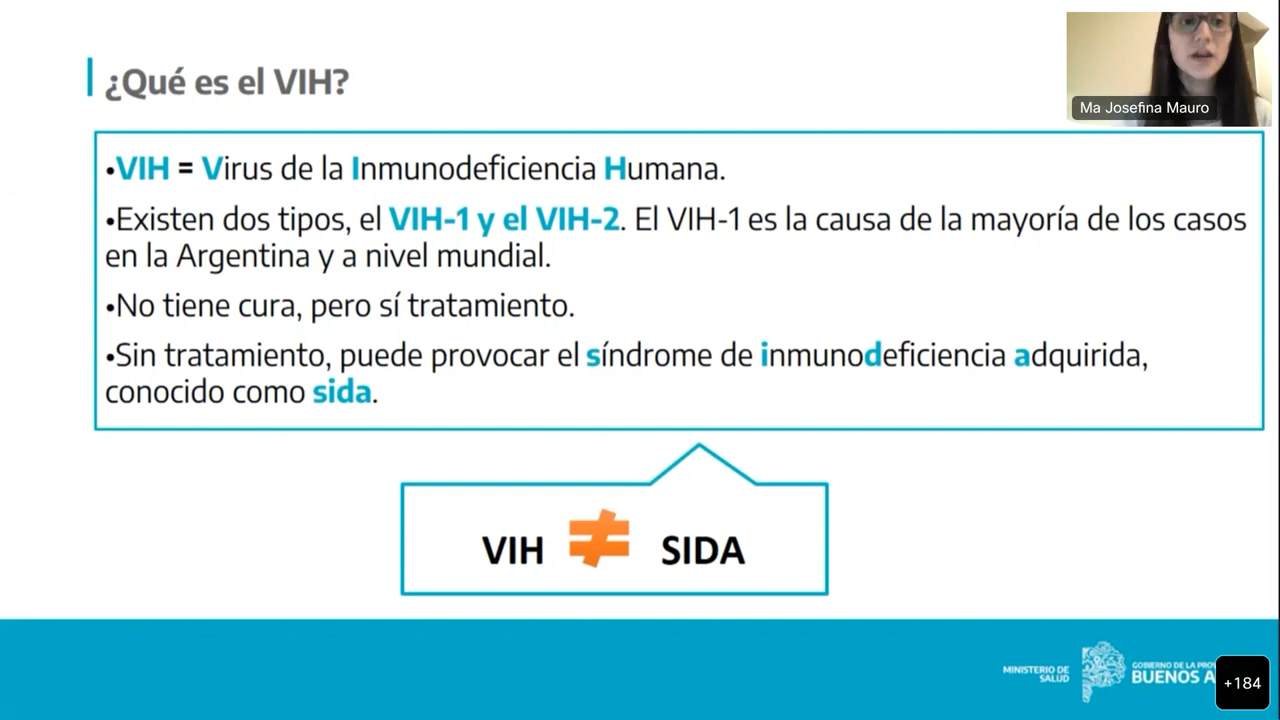 ¿Qué es el VIH?
Ma Josefina Mauro
•VIH = Virus de la Inmunodeficiencia Humana.
•Existen dos tipos, el VIH-1 y el VIH-2. El VIH-1 es la causa de la mayoría de los casos
en la Argentina y a nivel mundial.
•No tiene cura, pero sí tratamiento.
•Sin tratamiento, puede provocar el síndrome de inmunodeficiencia adquirida,
conocido como sida.
VIH ≠ SIDA
MINISTERIO DE
SALUD
GOBIERNO DE LA
BUENOS
+184